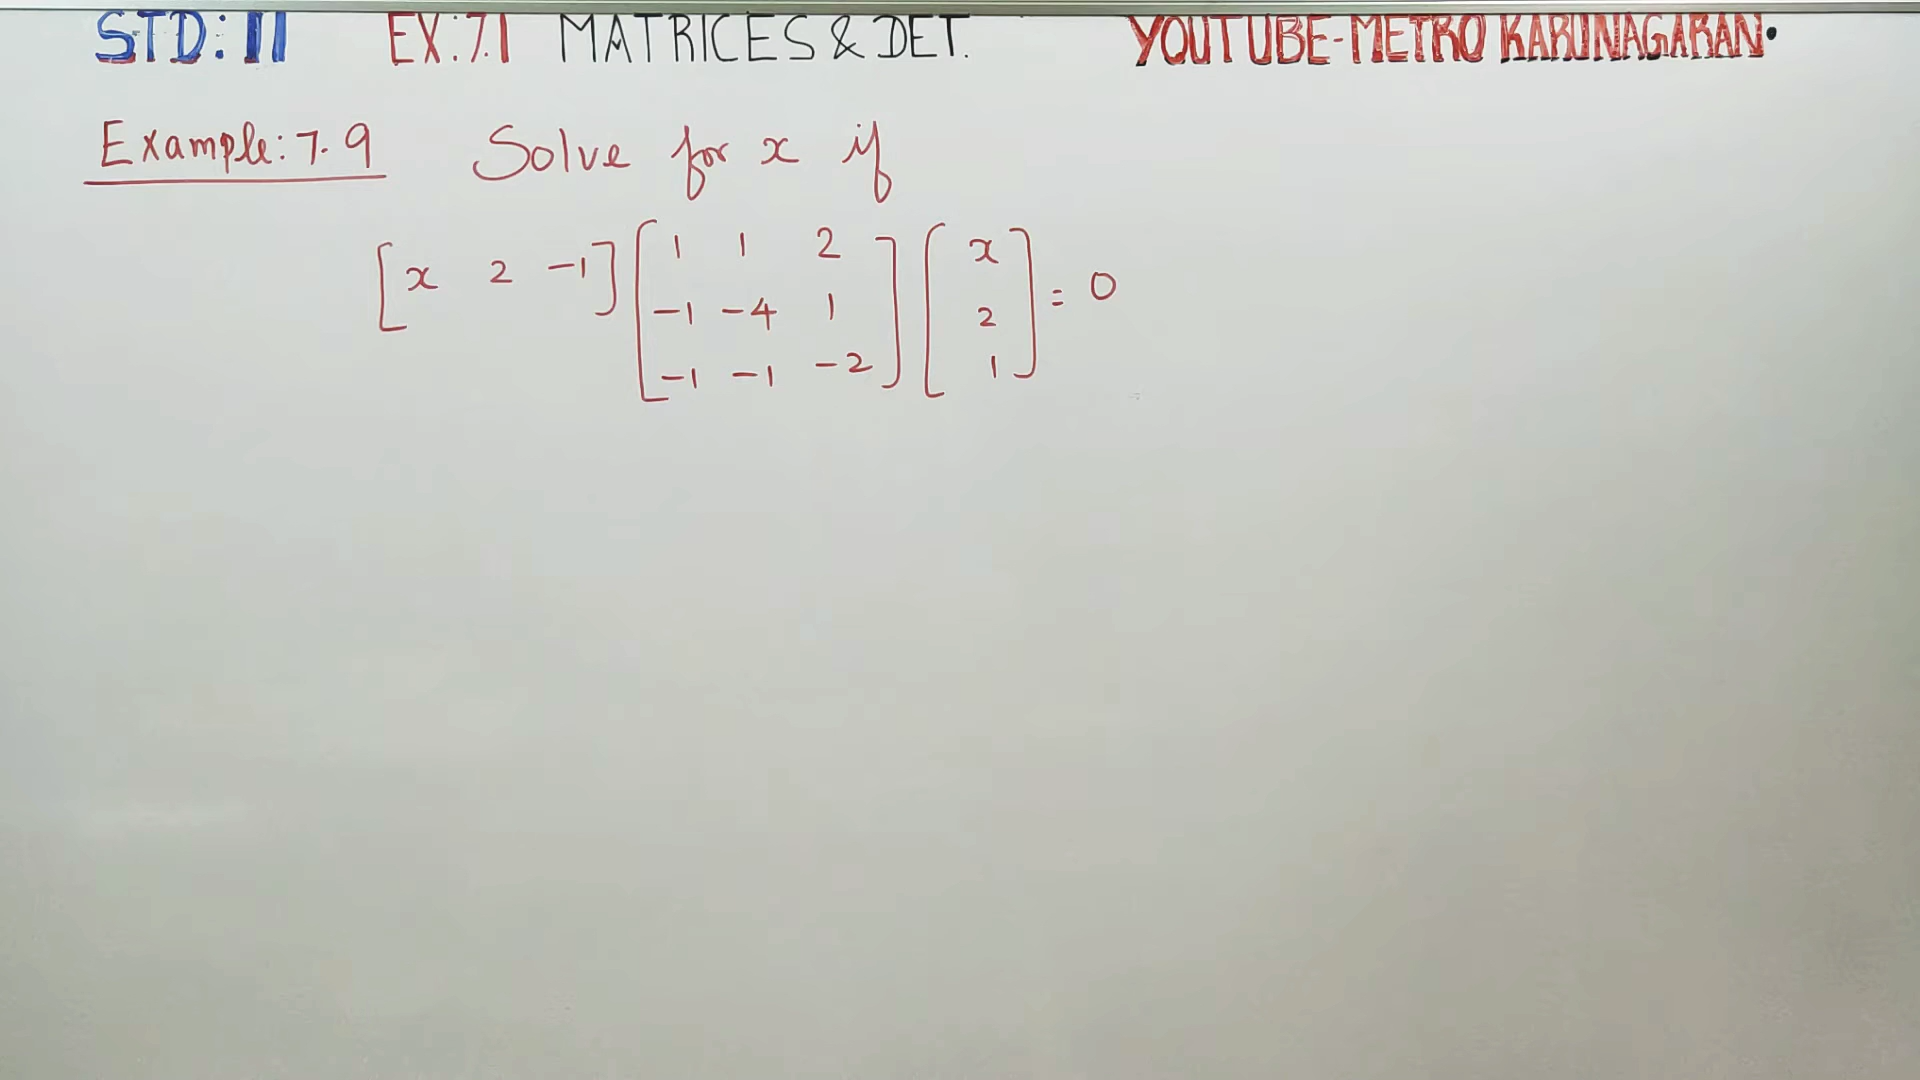 STD: 11 EX: 7.1 MATRICES & DET. YOUTUBE-METRO KARUNAGARAN.
Example: 7.9 Solve for x if
[x 2 -1] [1 1 2
-1 -4 1
-1 -1 -2] [x
2
1] = 0